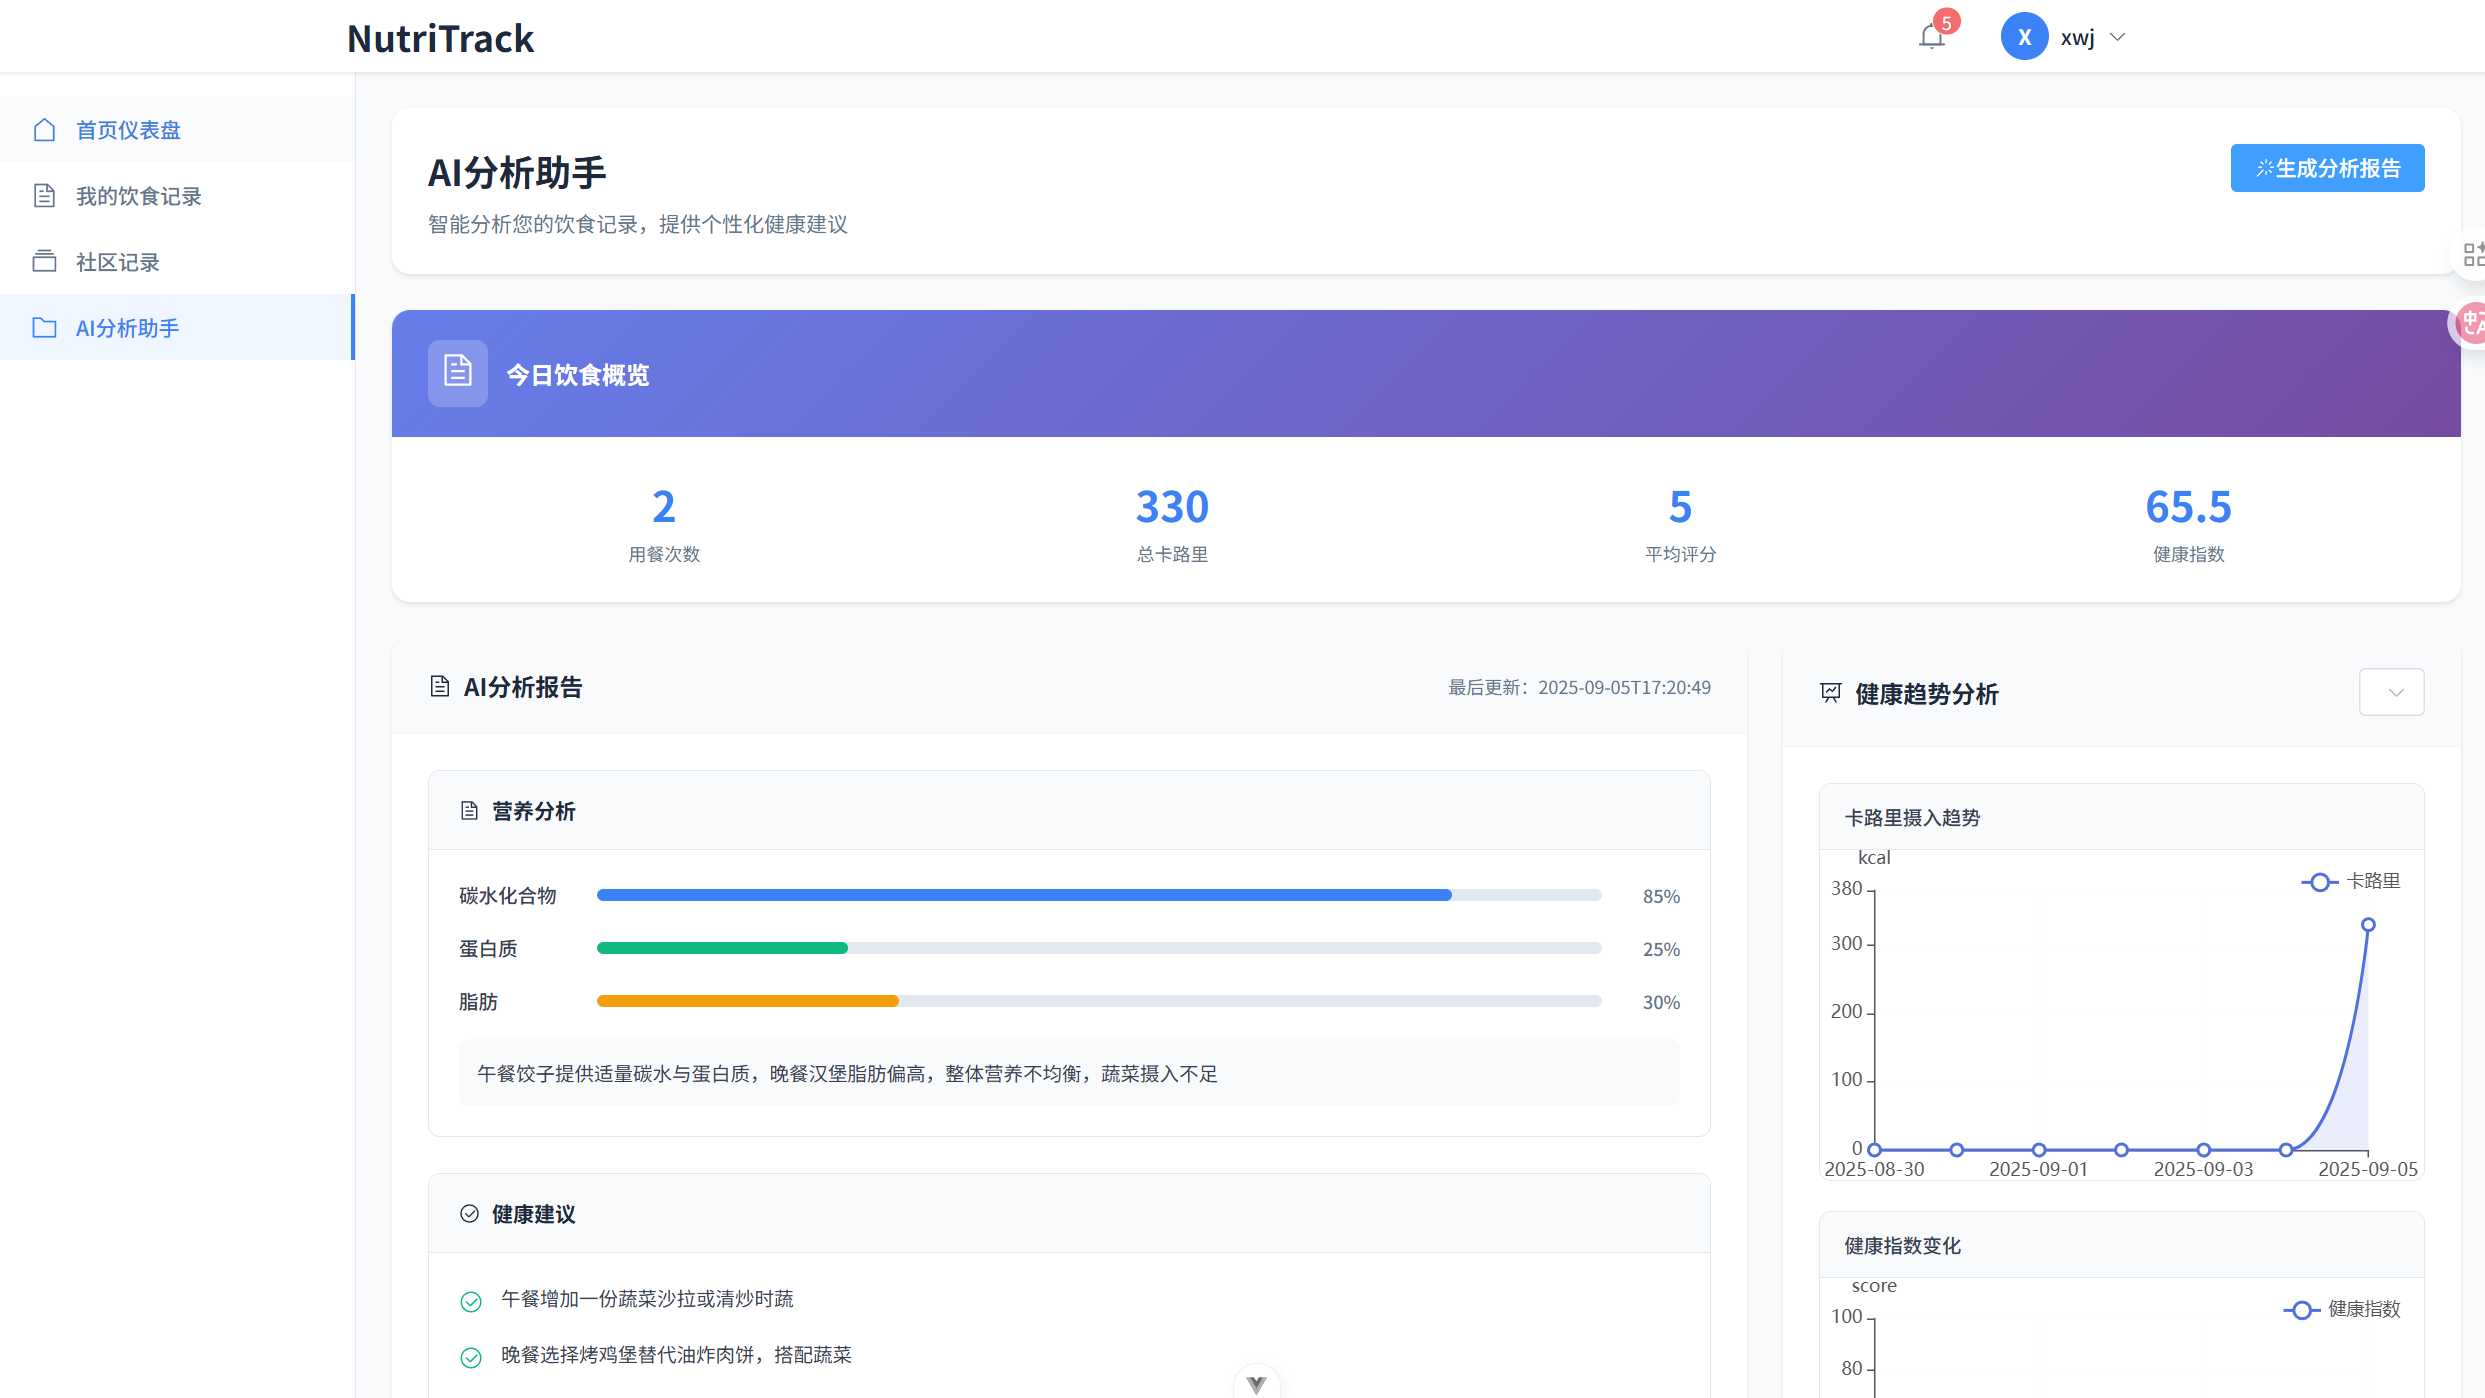 NutriTrack
5
X
xwj
首页仪表盘
我的饮食记录
社区记录
AI分析助手
AI分析助手
智能分析您的饮食记录，提供个性化健康建议
生成分析报告
今日饮食概览
2
用餐次数
330
总卡路里
5
平均评分
65.5
健康指数
AI分析报告
最后更新：2025-09-05T17:20:49
营养分析
碳水化合物
85%
蛋白质
25%
脂肪
30%
午餐饺子提供适量碳水与蛋白质，晚餐汉堡脂肪偏高，整体营养不均衡，蔬菜摄入不足
健康建议
午餐增加一份蔬菜沙拉或清炒时蔬
晚餐选择烤鸡堡替代油炸肉饼，搭配蔬菜
健康趋势分析
卡路里摄入趋势
kcal
卡路里
380
300
200
100
0
2025-08-30
2025-09-01
2025-09-03
2025-09-05
健康指数变化
score
健康指数
100
80
中